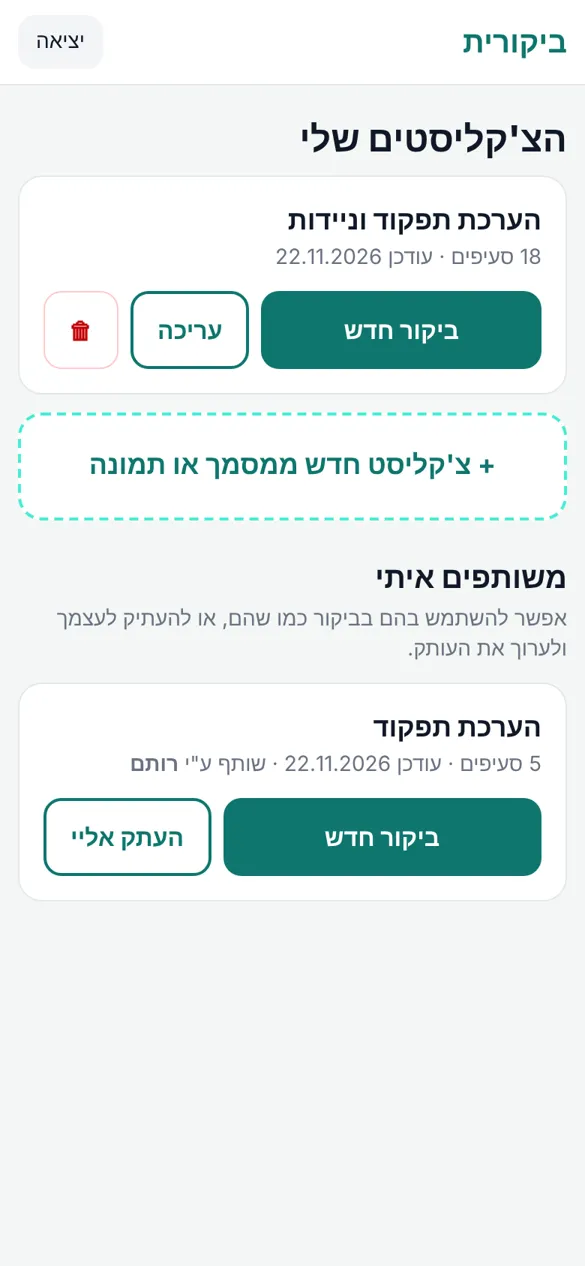 ביקורית
יציאה
הצ'קליסטים שלי
הערכת תפקוד וניידות
18 סעיפים · עודכן 22.11.2026
ביקור חדש
עריכה
+ צ'קליסט חדש ממסמך או תמונה
משותפים איתי
אפשר להשתמש בהם בביקור כמו שהם, או להעתיק לעצמך
ולערוך את העותק.
הערכת תפקוד
5 סעיפים · עודכן 22.11.2026 · שותף ע"י רותם
ביקור חדש
העתק אליי